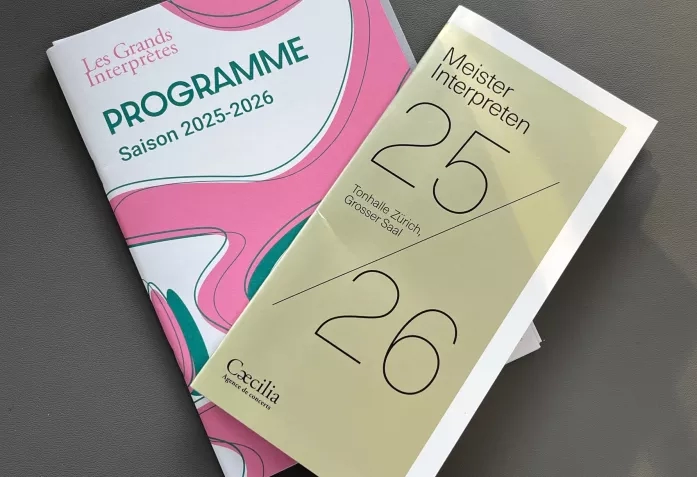 Les Grands
Interprètes
PROGRAMME
Saison 2025-2026
Meister
Interpreten
25
Tonhalle Zürich,
Grosser Saal
26
Cæcilia
Agence de concerts